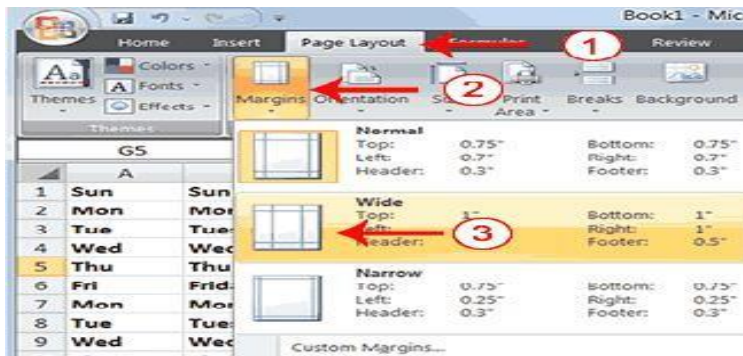 Book1 - Mic
Home Insert Page Layout Formulas 1 Review
Themes Colors Fonts Effects
Margins Orientation 2 Print Area Breaks Background
Themes
G5
Normal
Top: 0.75" Bottom: 0.75"
Left: 0.7" Right: 0.7"
Header: 0.3" Footer: 0.3"
Wide
Top: 1" Bottom: 1"
Left: Right: 1"
Header: 3 Footer: 0.5"
Narrow
Top: 0.75" Bottom: 0.75"
Left: 0.25" Right: 0.25"
Header: 0.3" Footer: 0.3"
Custom Margins...
A
1 Sun Sun
2 Mon Mon
3 Tue Tue
4 Wed Wed
5 Thu Thu
6 Fri Frid
7 Mon Mon
8 Tue Tue
9 Wed Wed